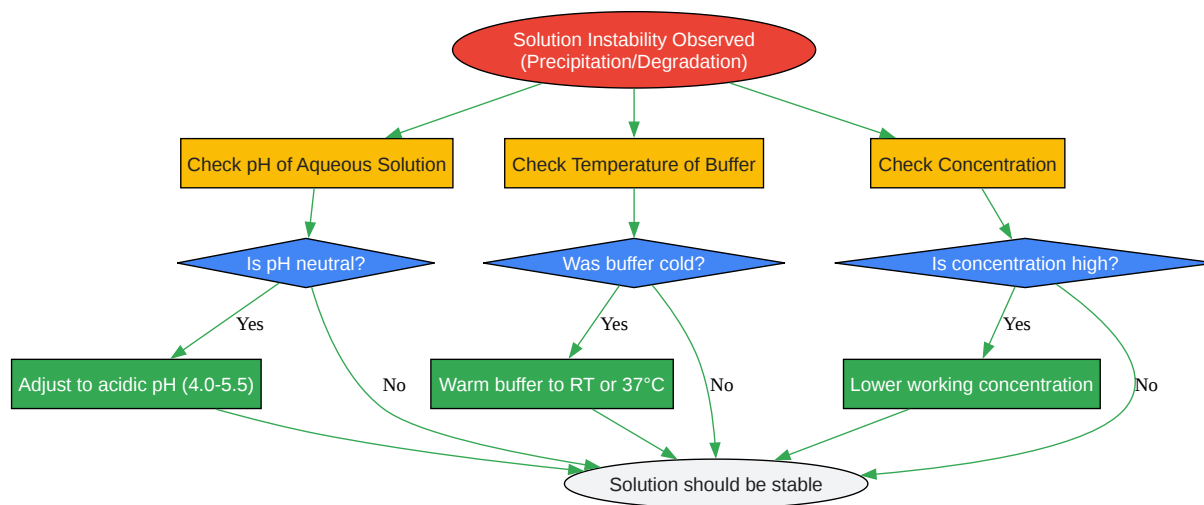 Solution Instability Observed
(Precipitation/Degradation)
Check pH of Aqueous Solution
Check Temperature of Buffer
Check Concentration
Is pH neutral?
Was buffer cold?
Is concentration high?
Yes
Yes
Yes
Adjust to acidic pH (4.0-5.5)
No
Warm buffer to RT or 37°C
No
Lower working concentration
No
Solution should be stable